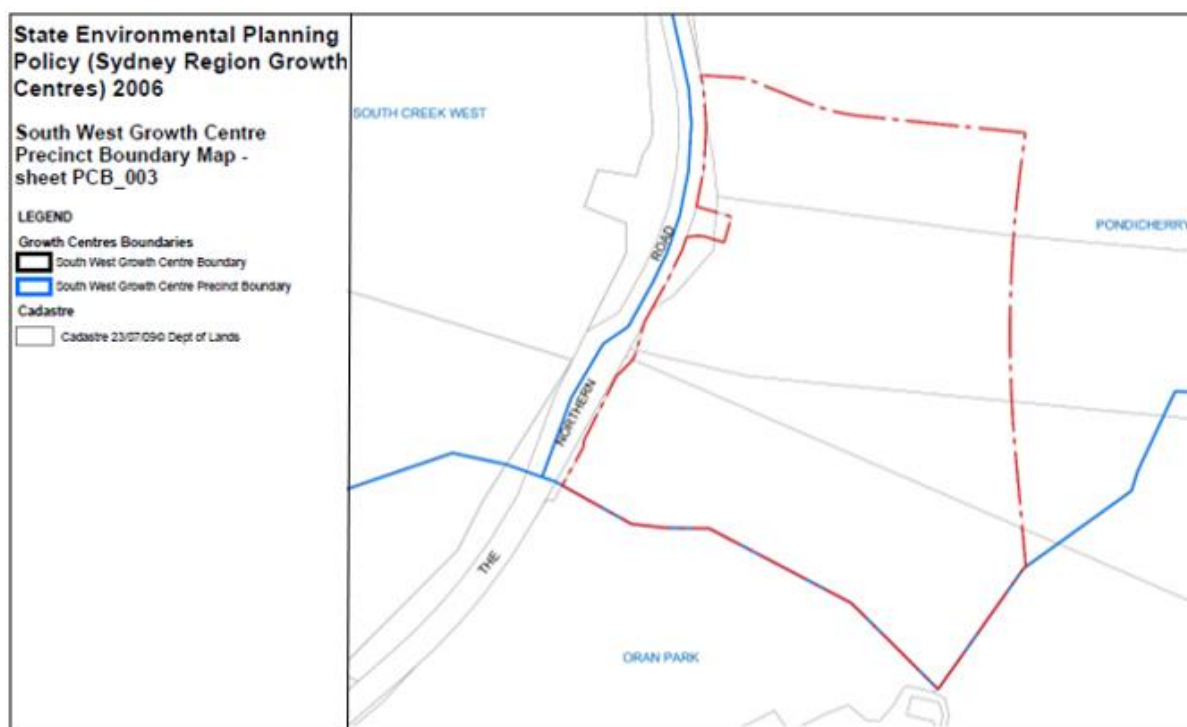 State Environmental Planning
Policy (Sydney Region Growth
Centres) 2006
South West Growth Centre
Precinct Boundary Map -
sheet PCB_003
LEGEND
Growth Centres Boundaries
South West Growth Centre Boundary
South West Growth Centre Precinct Boundary
Cadastre
Cadastre 23/07/09© Dept of Lands
SOUTH CREEK WEST
PONDICHERRY
ROAD
NORTHERN
THE
ORAN PARK